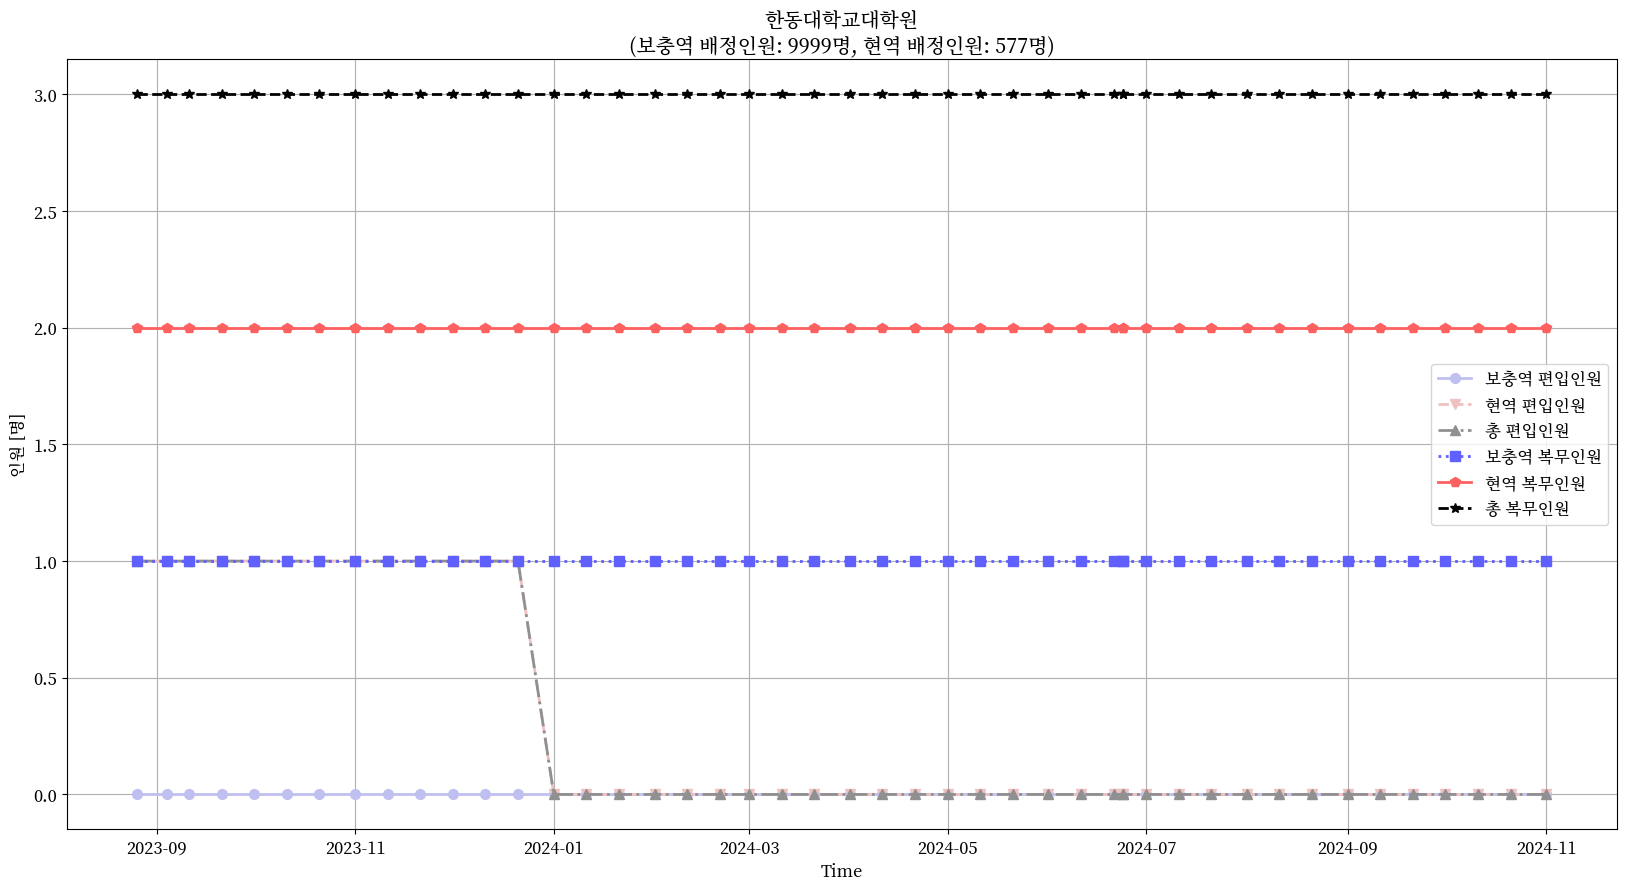 한동대학교대학원
(보충역 배정인원: 9999명, 현역 배정인원: 577명)
3.0
2.5
2.0
1.5
1.0
0.5
0.0
인원 [명]
보충역 편입인원
현역 편입인원
총 편입인원
보충역 복무인원
현역 복무인원
총 복무인원
2023-09
2023-11
2024-01
2024-03
2024-05
2024-07
2024-09
2024-11
Time